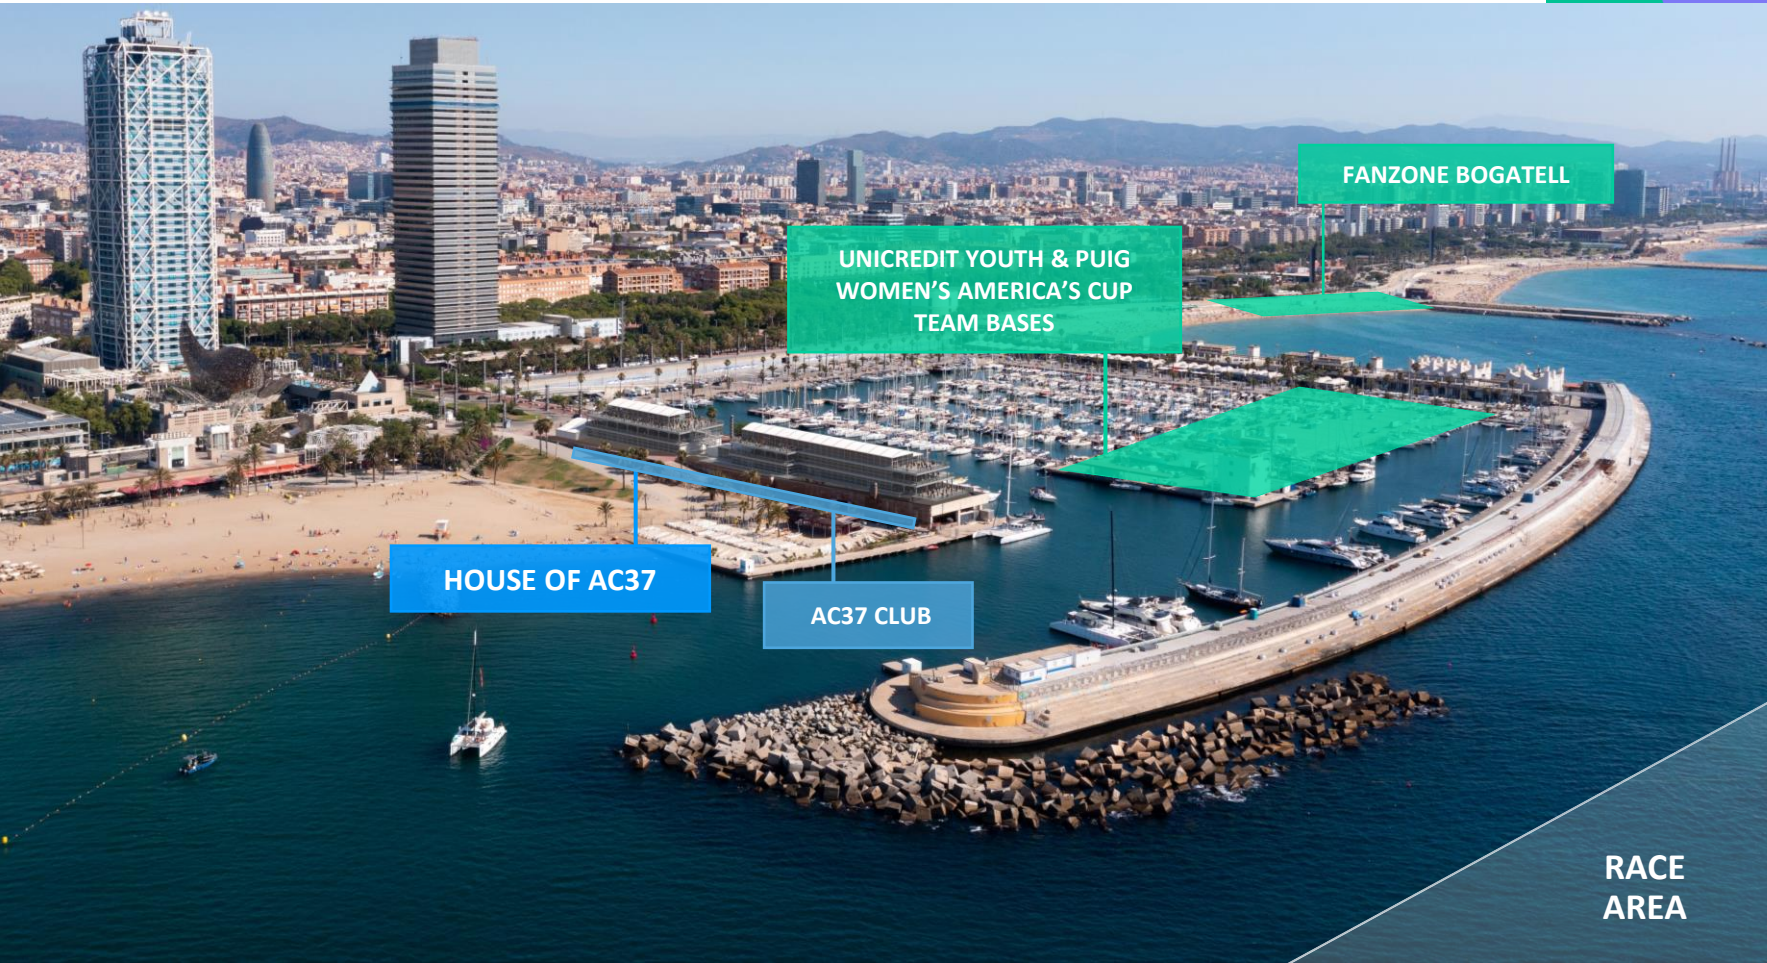 FANZONE BOGATELL
UNICREDIT YOUTH & PUIG
WOMEN’S AMERICA’S CUP
TEAM BASES
HOUSE OF AC37
AC37 CLUB
RACE
AREA